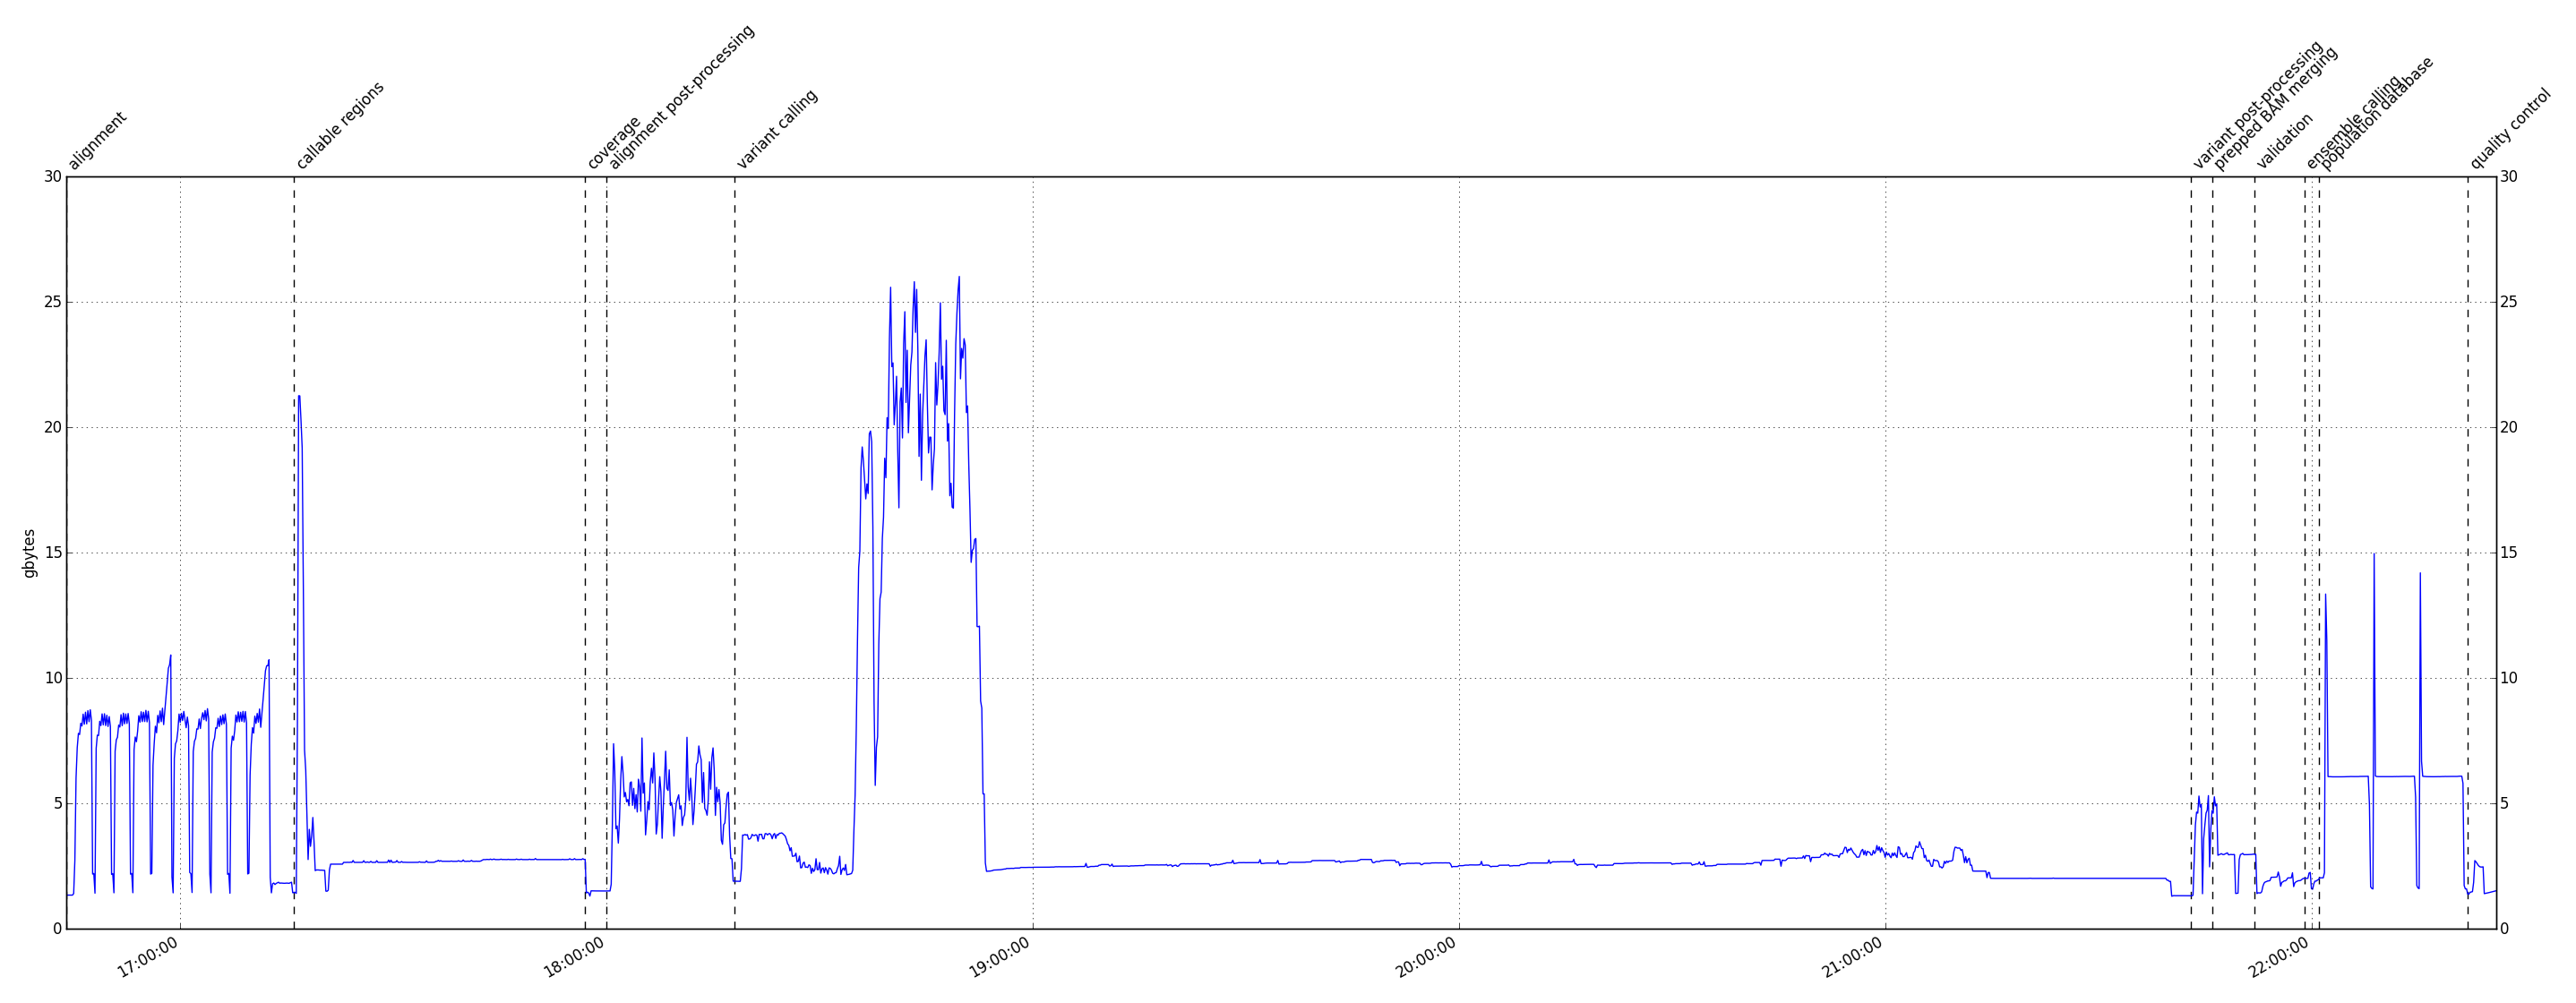 alignment
callable regions
coverage
alignment post-processing
variant calling
variant post-processing
prepped BAM merging
validation
ensemble calling
population database
quality control
30
25
20
15
10
5
0
gbytes
30
25
20
15
10
5
0
17:00:00
18:00:00
19:00:00
20:00:00
21:00:00
22:00:00